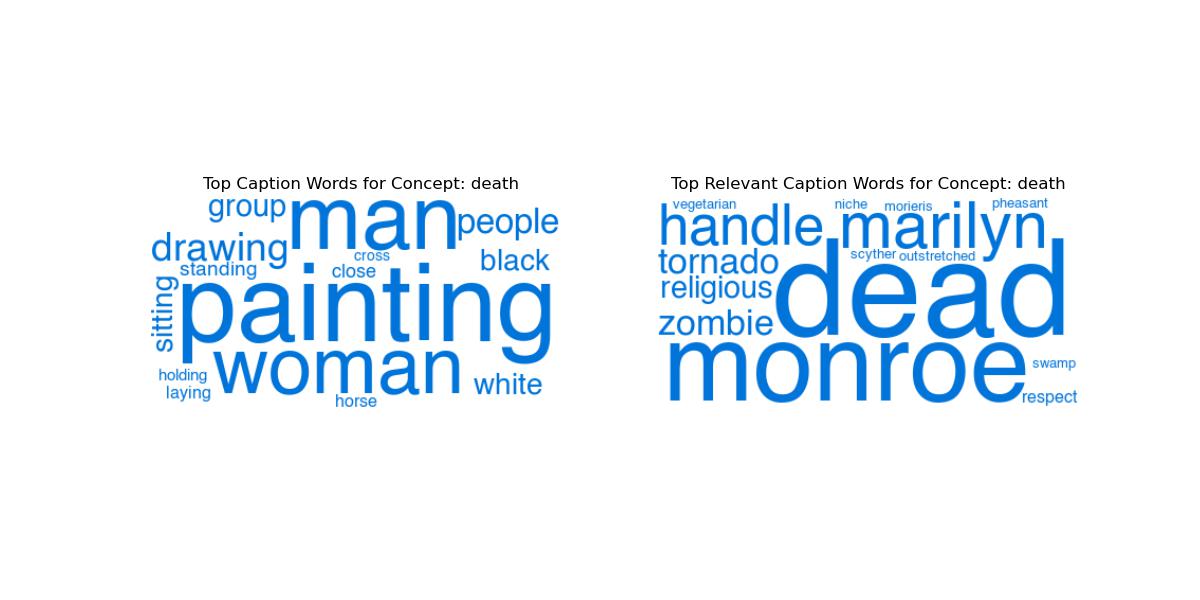 Top Caption Words for Concept: death
group
man
people
drawing
cross
black
standing
close
sitting
painting
woman
holding
white
laying
horse
Top Relevant Caption Words for Concept: death
vegetarian
niche
morieris
pheasant
handle
marilyn
tornado
scyther
outstretched
religious
dead
zombie
monroe
swamp
respect